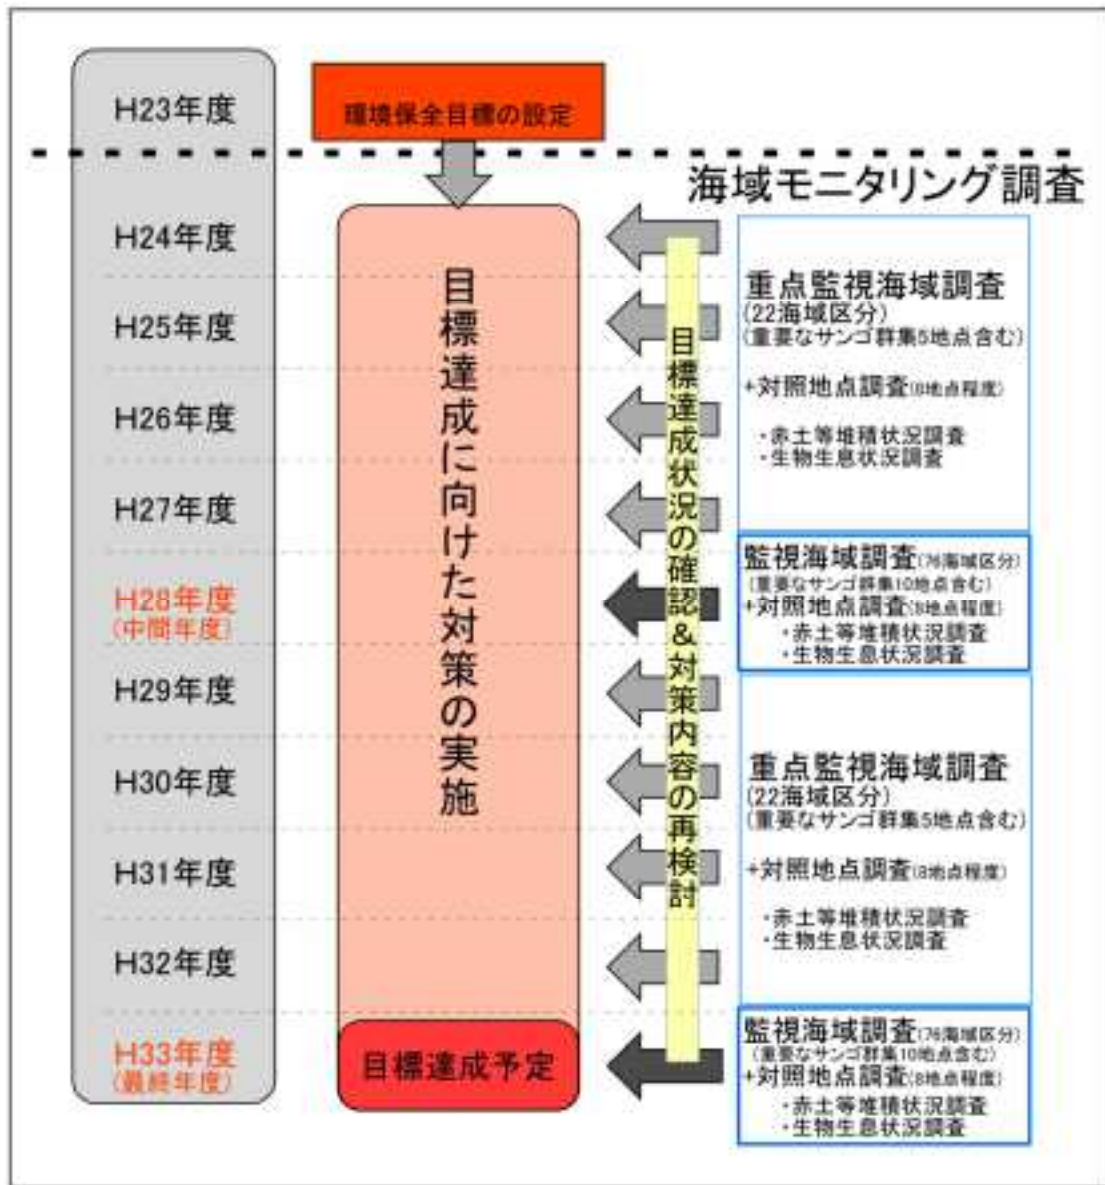 H23年度
環境保全目標の設定
海域モニタリング調査
H24年度
H25年度
H26年度
H27年度
H28年度
(中間年度)
H29年度
H30年度
H31年度
H32年度
H33年度
(最終年度)
目標達成に向けた対策の実施
目標達成予定
目標達成状況の確認&対策内容の再検討
重点監視海域調査
(22海域区分)
(重要なサンゴ群集5地点含む)
+対照地点調査(8地点程度)
・赤土等堆積状況調査
・生物生息状況調査
監視海域調査(76海域区分)
(重要なサンゴ群集10地点含む)
+対照地点調査(8地点程度)
・赤土等堆積状況調査
・生物生息状況調査
重点監視海域調査
(22海域区分)
(重要なサンゴ群集5地点含む)
+対照地点調査(8地点程度)
・赤土等堆積状況調査
・生物生息状況調査
監視海域調査(76海域区分)
(重要なサンゴ群集10地点含む)
+対照地点調査(8地点程度)
・赤土等堆積状況調査
・生物生息状況調査